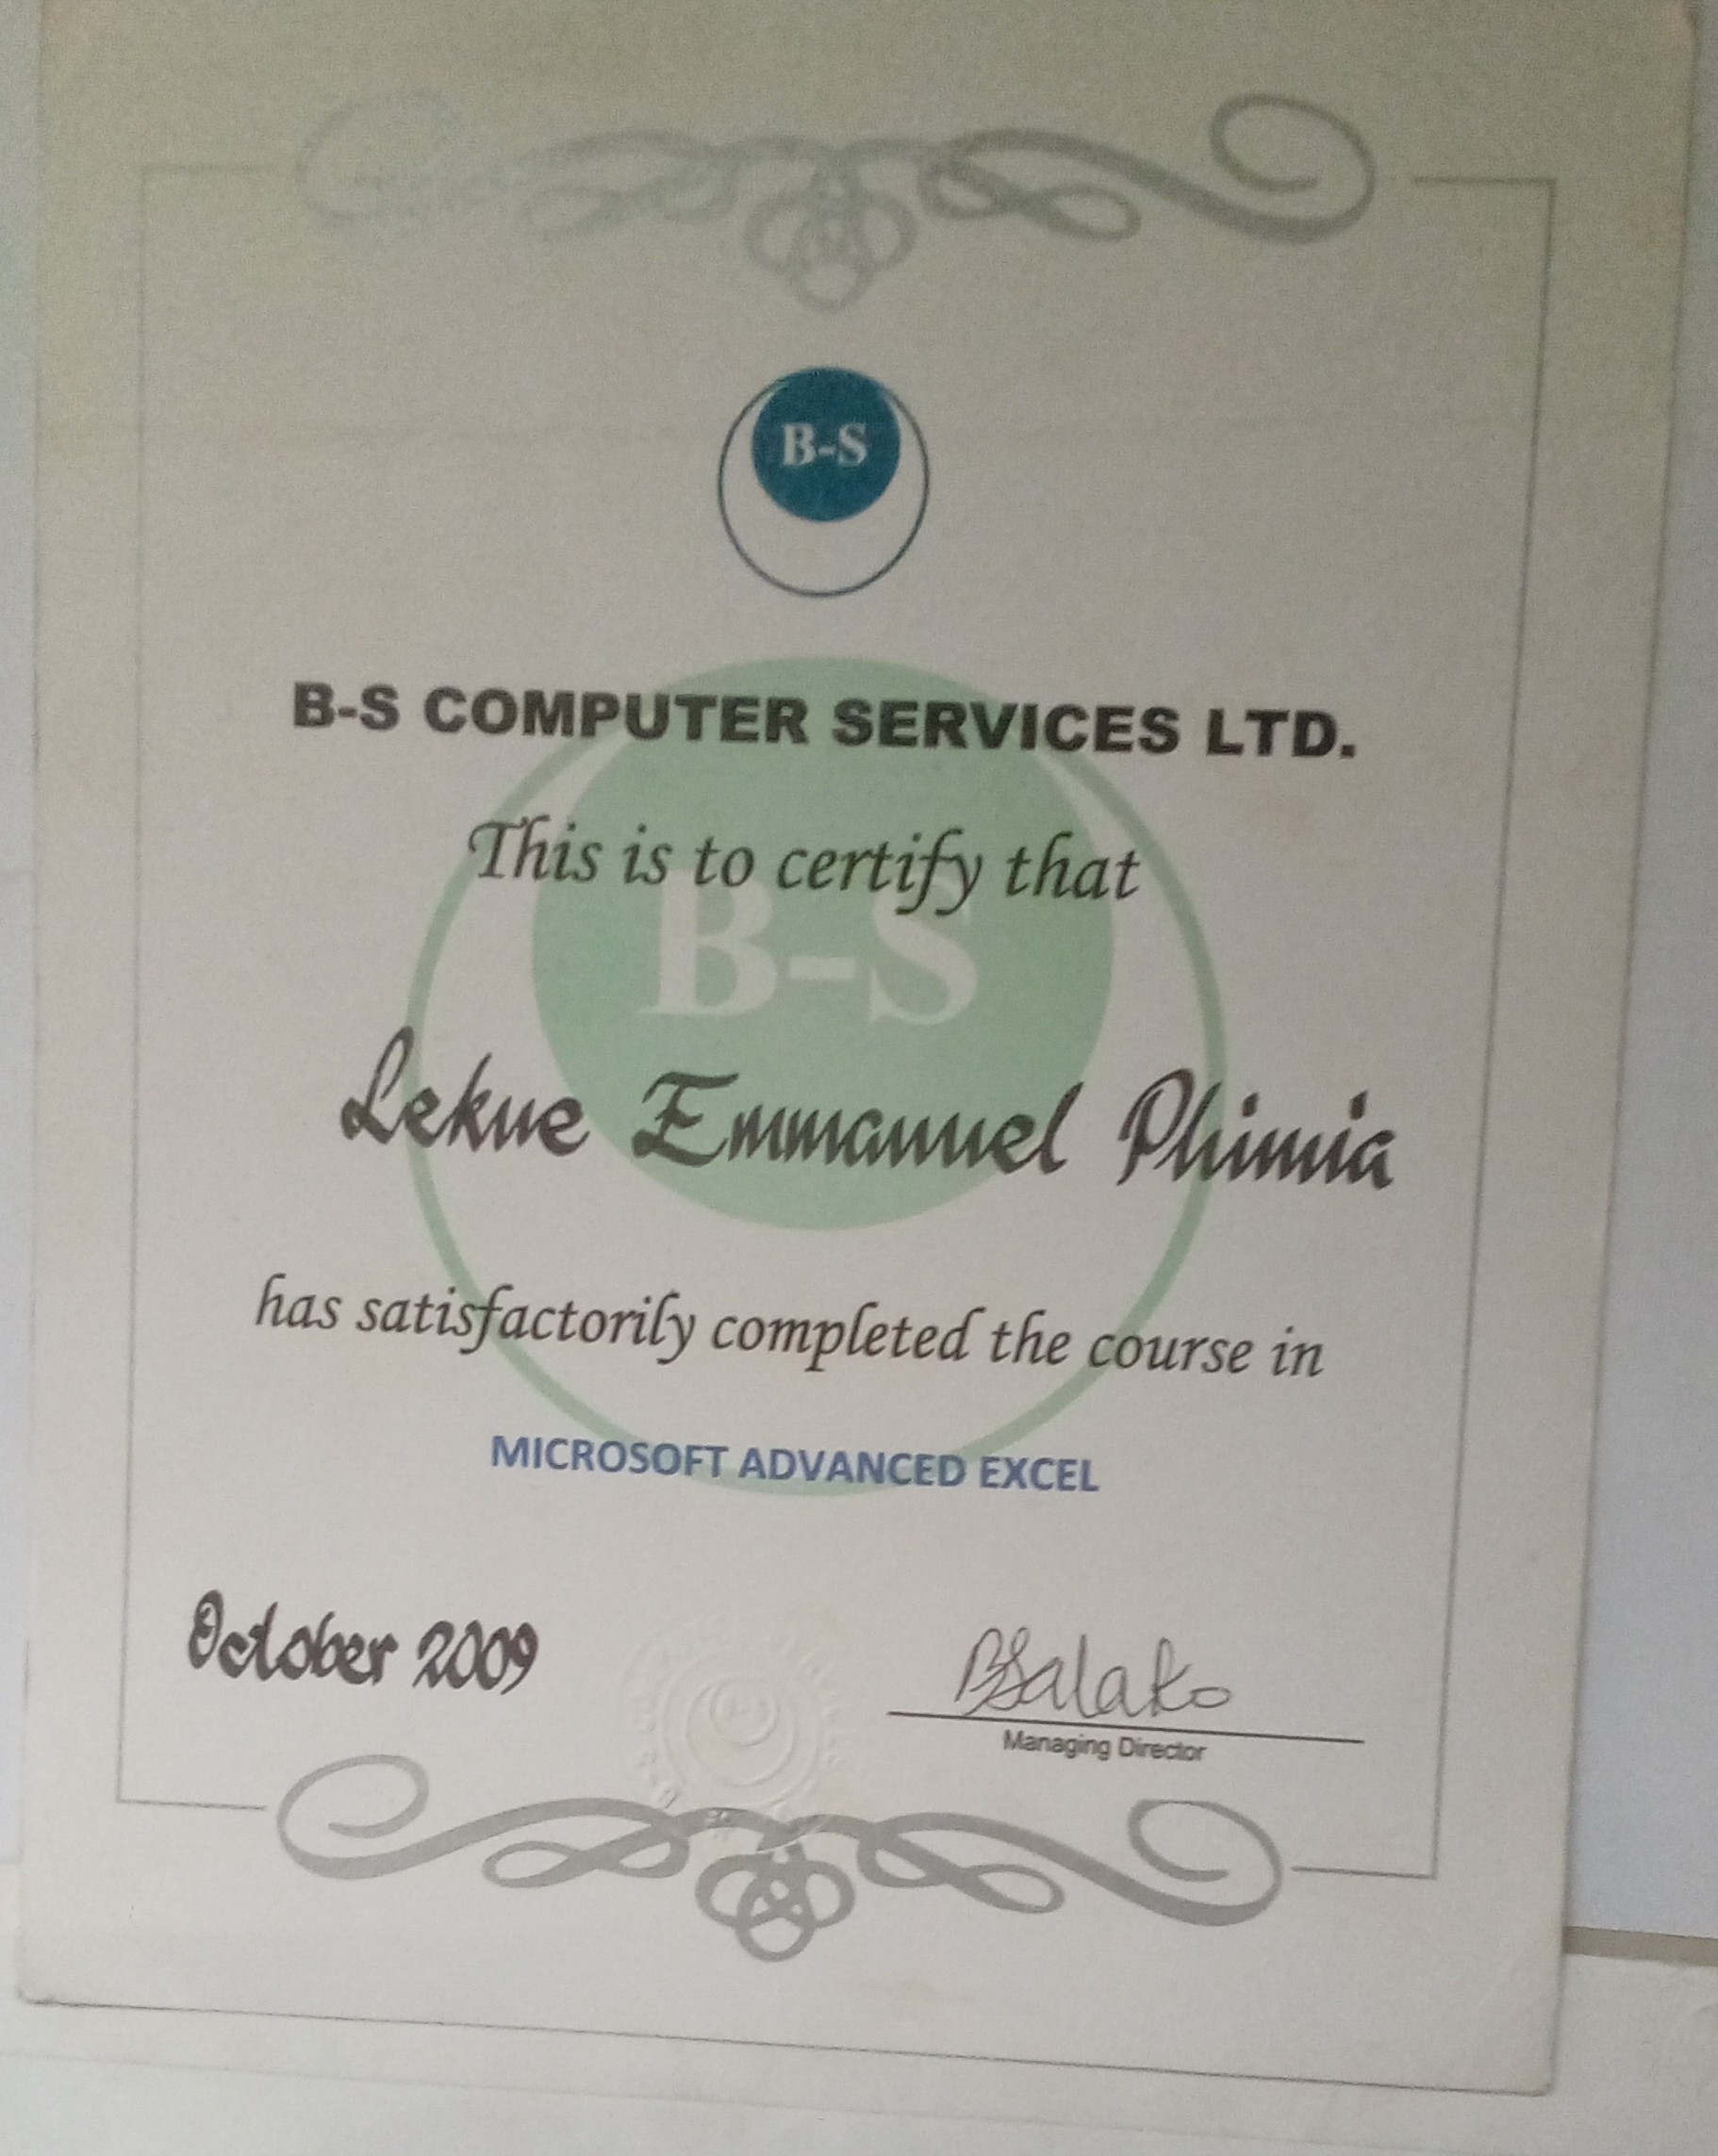 B-S
B-S COMPUTER SERVICES LTD.
This is to certify that
B-S
Lekue Emmanuel Phimia
has satisfactorily completed the course in
MICROSOFT ADVANCED EXCEL
October 2009
BSalako
Managing Director